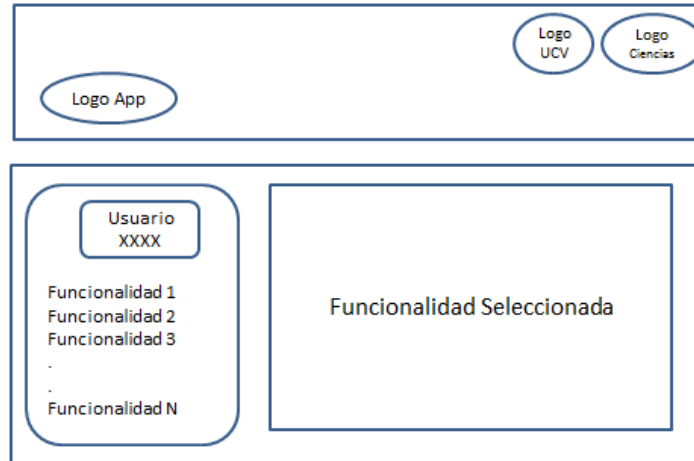 Logo
UCV
Logo
Ciencias
Logo App
Usuario
XXXX
Funcionalidad 1
Funcionalidad 2
Funcionalidad 3
.
.
Funcionalidad N
Funcionalidad Seleccionada